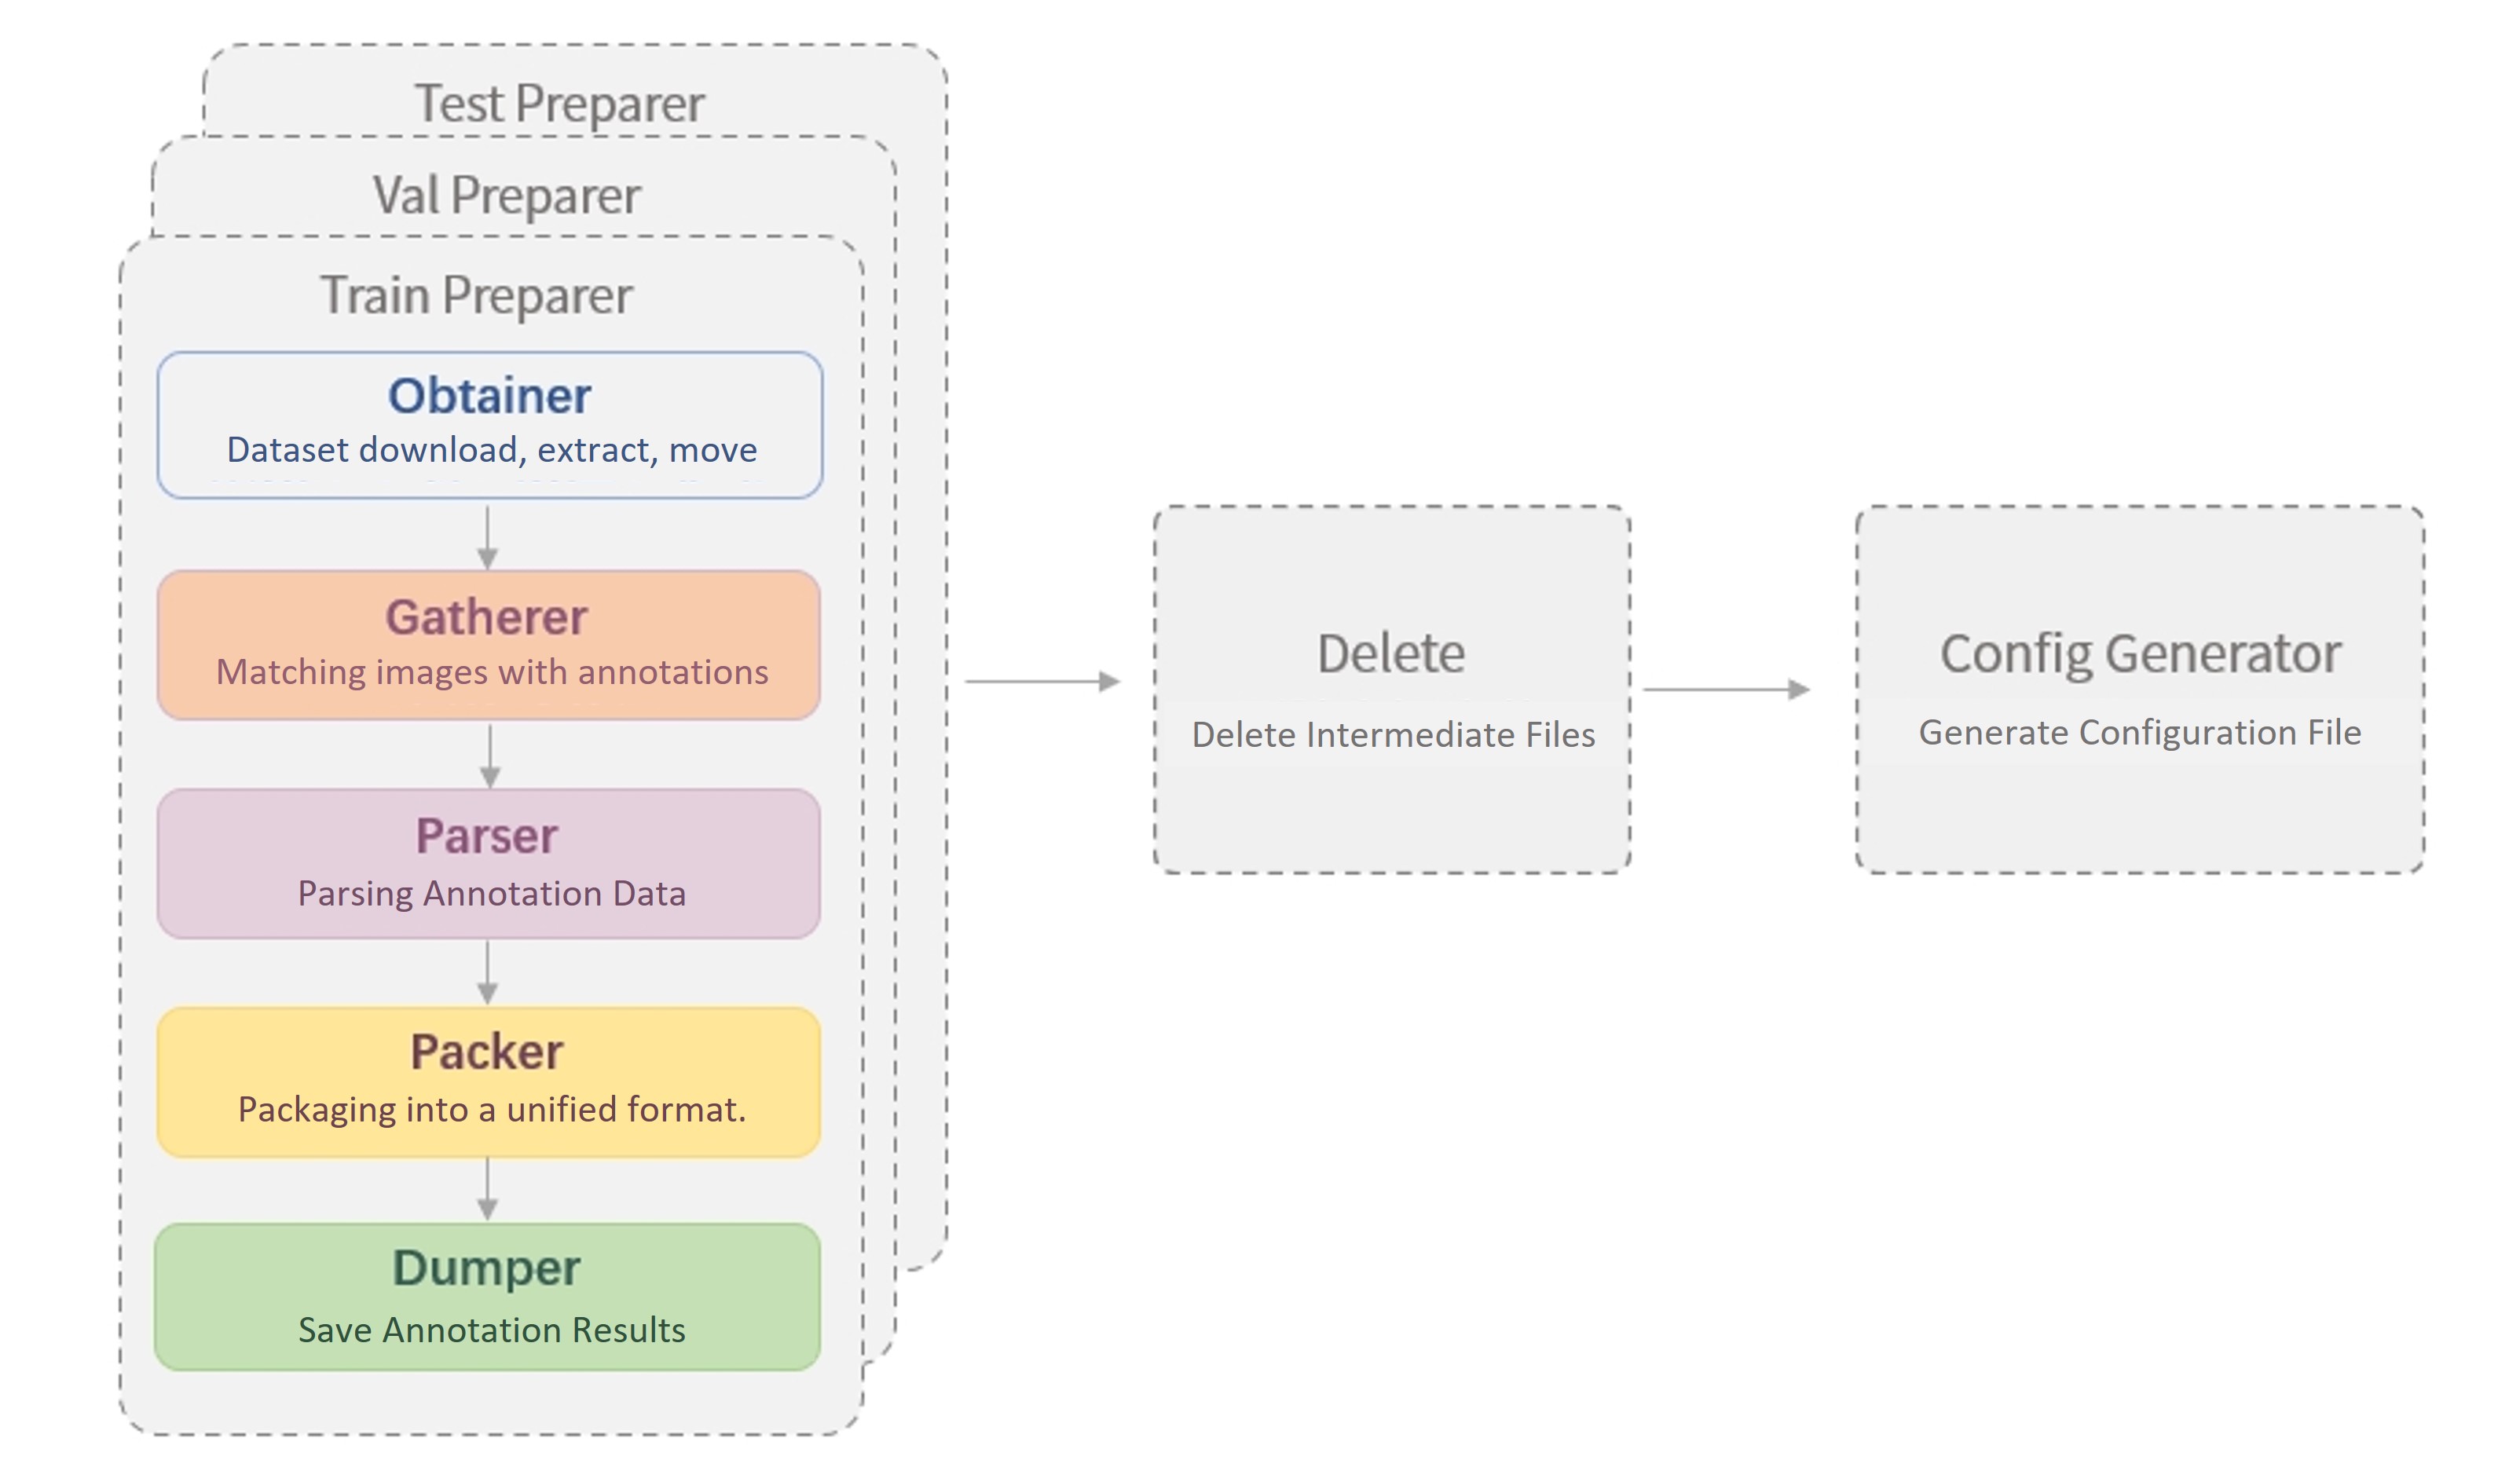 Test Preparer
Val Preparer
Train Preparer
Obtainer
Dataset download, extract, move
Gatherer
Matching images with annotations
Parser
Parsing Annotation Data
Packer
Packaging into a unified format.
Dumper
Save Annotation Results
Delete
Delete Intermediate Files
Config Generator
Generate Configuration File